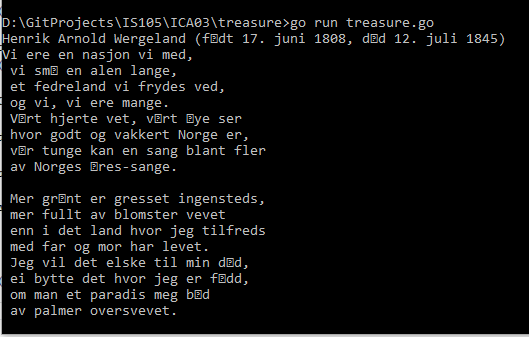 D:\GitProjects\IS105\ICA03\treasure>go run treasure.go
Henrik Arnold Wergeland (f�dt 17. juni 1808, d�d 12. juli 1845)
Vi ere en nasjon vi med,
vi sm� en alen lange,
et fedreland vi frydes ved,
og vi, vi ere mange.
V�rt hjerte vet, v�rt �ye ser
hvor godt og vakkert Norge er,
v�r tunge kan en sang blant fler
av Norges �res-sange.

Mer gr�nt er gresset ingensteds,
mer fullt av blomster vevet
enn i det land hvor jeg tilfreds
med far og mor har levet.
Jeg vil det elske til min d�d,
ei bytte det hvor jeg er f�dd,
om man et paradis meg b�d
av palmer oversvevet.